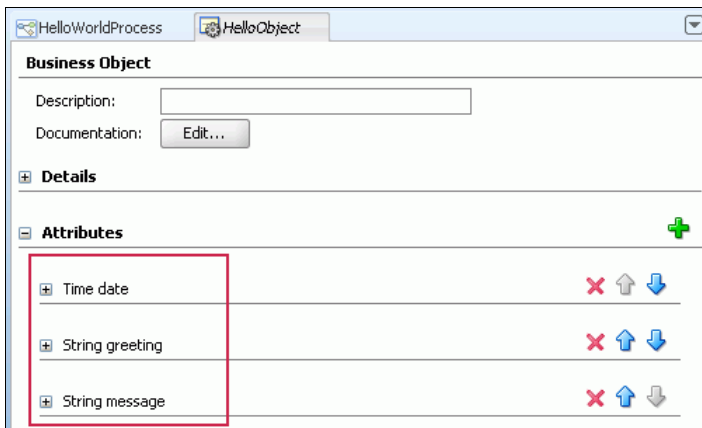 HelloWorldProcess HelloObject
Business Object
Description:
Documentation: Edit...
Details
Attributes
Time date
String greeting
String message